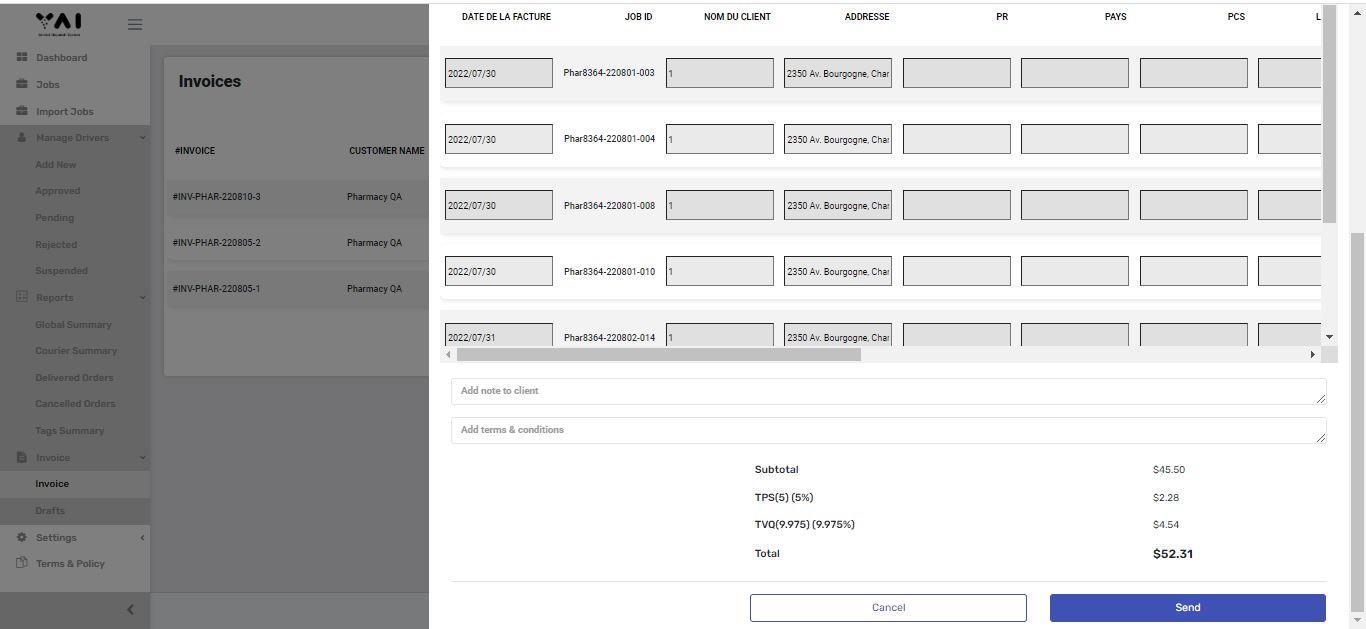 YAI
Dashboard
Jobs
Import Jobs
Manage Drivers
Add New
Approved
Pending
Rejected
Suspended
Reports
Global Summary
Courier Summary
Delivered Orders
Cancelled Orders
Tags Summary
Invoice
Invoice
Drafts
Settings
Terms & Policy
Invoices
#INVOICE CUSTOMER NAME
#INV-PHAR-220810-3 Pharmacy QA
#INV-PHAR-220805-2 Pharmacy QA
#INV-PHAR-220805-1 Pharmacy QA
DATE DE LA FACTURE JOB ID NOM DU CLIENT ADDRESSE PR PAYS PCS L
2022/07/30 Phar8364-220801-003 1 2350 Av. Bourgogne, Char
2022/07/30 Phar8364-220801-004 1 2350 Av. Bourgogne, Char
2022/07/30 Phar8364-220801-008 1 2350 Av. Bourgogne, Char
2022/07/30 Phar8364-220801-010 1 2350 Av. Bourgogne, Char
2022/07/31 Phar8364-220802-014 1 2350 Av. Bourgogne, Char
Add note to client
Add terms & conditions
Subtotal $45.50
TPS(5) (5%) $2.28
TVQ(9.975) (9.975%) $4.54
Total $52.31
Cancel Send